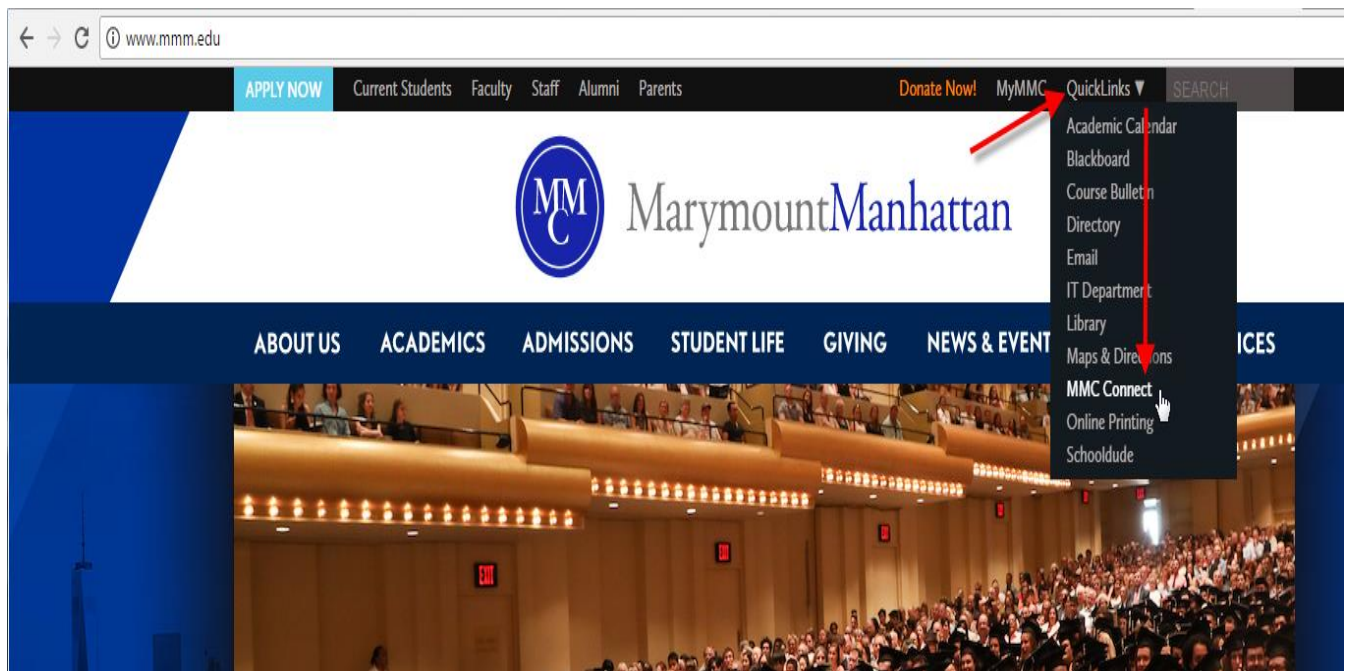 www.mmm.edu
APPLY NOW Current Students Faculty Staff Alumni Parents Donate Now! MyMMC QuickLinks ▼ SEARCH
Academic Calendar
Blackboard
Course Bulletin
Directory
Email
IT Department
Library
Maps & Directions
MMC Connect
Online Printing
Schooldude
MMC
MarymountManhattan
ABOUT US ACADEMICS ADMISSIONS STUDENT LIFE GIVING NEWS & EVENT ICES
EXIT